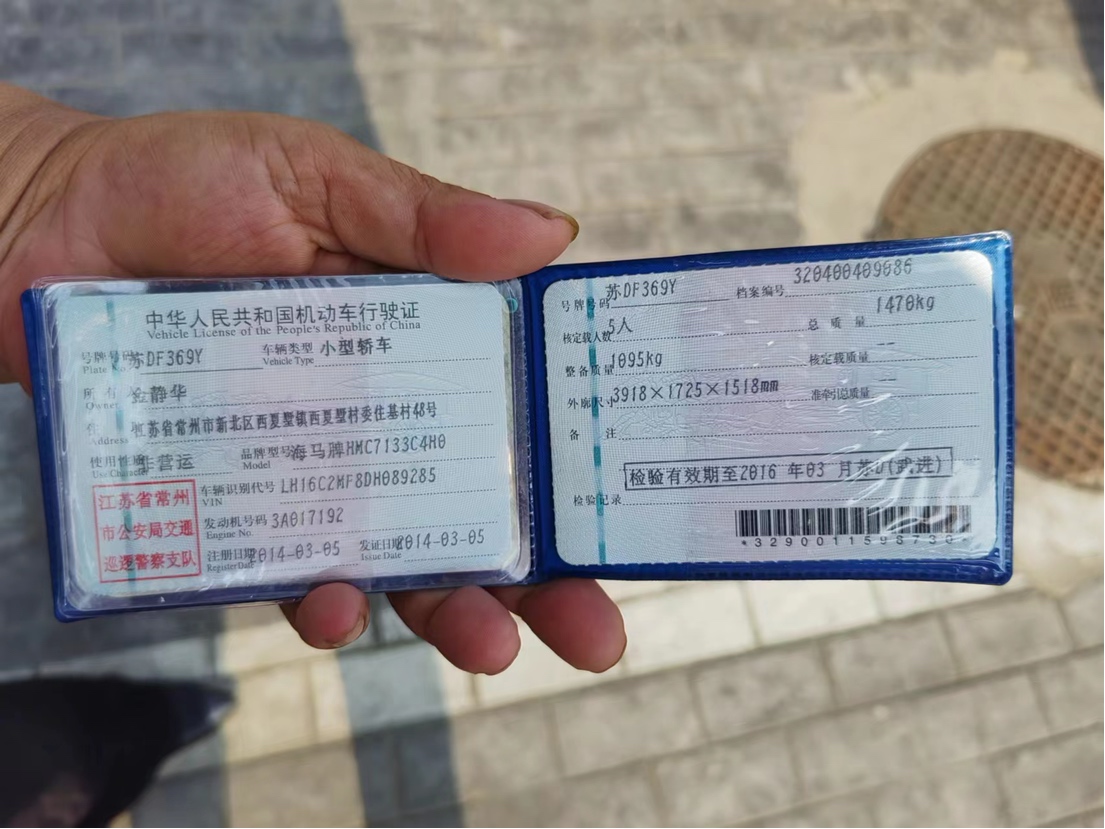 中华人民共和国机动车行驶证
Vehicle License of the People's Republic of China
号牌号码 苏DF369Y 车辆类型 小型轿车
Plate No. Vehicle Type
所有人 金静华
Owner
住址 江苏省常州市新北区西夏墅镇西夏墅村委住基村48号
Address
使用性质 非营运 品牌型号 海马牌HMC7133C4H0
Use Character Model
江苏省常州
市公安局交通
巡逻警察支队
车辆识别代号 LH16C2MF8DH089285
VIN
发动机号码 3A017192
Engine No.
注册日期 2014-03-05 发证日期 2014-03-05
Register Date Issue Date
号牌号码 苏DF369Y 档案编号 320400409086
核定载人数 5人 总质量 1470kg
整备质量 1095kg 核定载质量 --
外廓尺寸 3918×1725×1518mm 准牵引总质量 --
备注
检验有效期至2016年03月苏D(武进)
检验记录
*3290011598730*